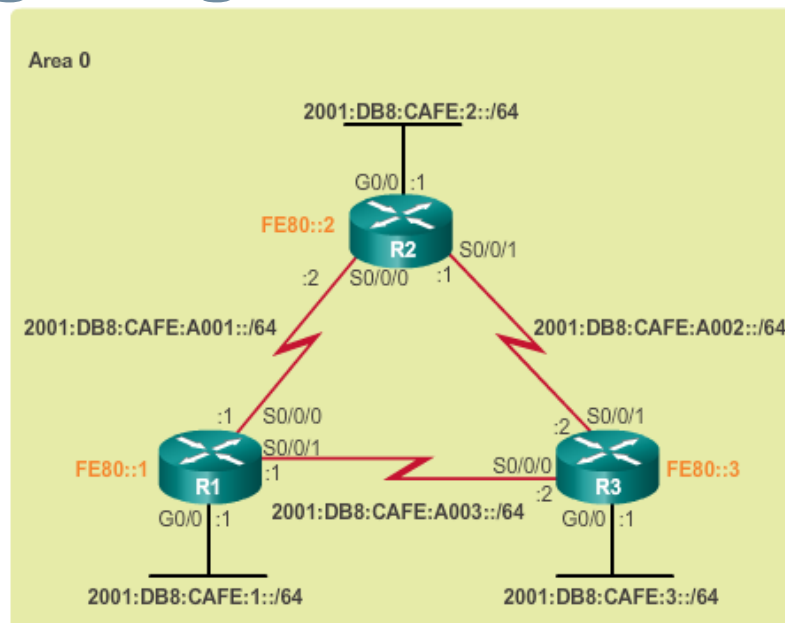 Area 0
2001:DB8:CAFE:2::/64
G0/0 :1
FE80::2
R2
S0/0/1
:2 S0/0/0 :1
2001:DB8:CAFE:A001::/64
2001:DB8:CAFE:A002::/64
:1 S0/0/0
S0/0/1
:2 S0/0/1
FE80::1
R1
:1
S0/0/0
R3
FE80::3
:2
G0/0 :1
2001:DB8:CAFE:A003::/64
G0/0 :1
2001:DB8:CAFE:1::/64
2001:DB8:CAFE:3::/64